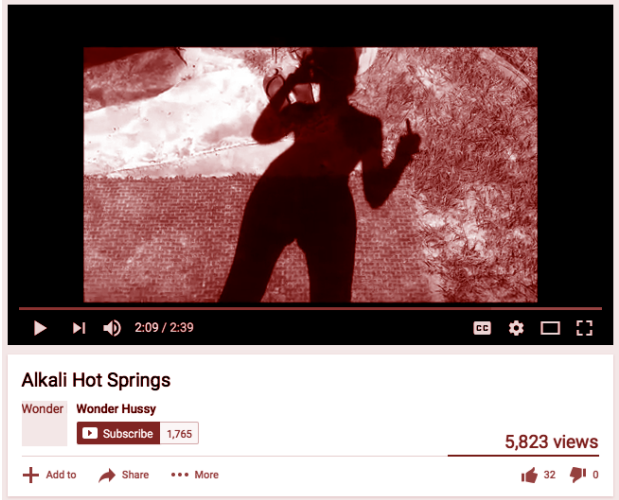 CC
2:09 / 2:39
Alkali Hot Springs
Wonder
Wonder Hussy
Subscribe 1,765
5,823 views
Add to Share More
32 0